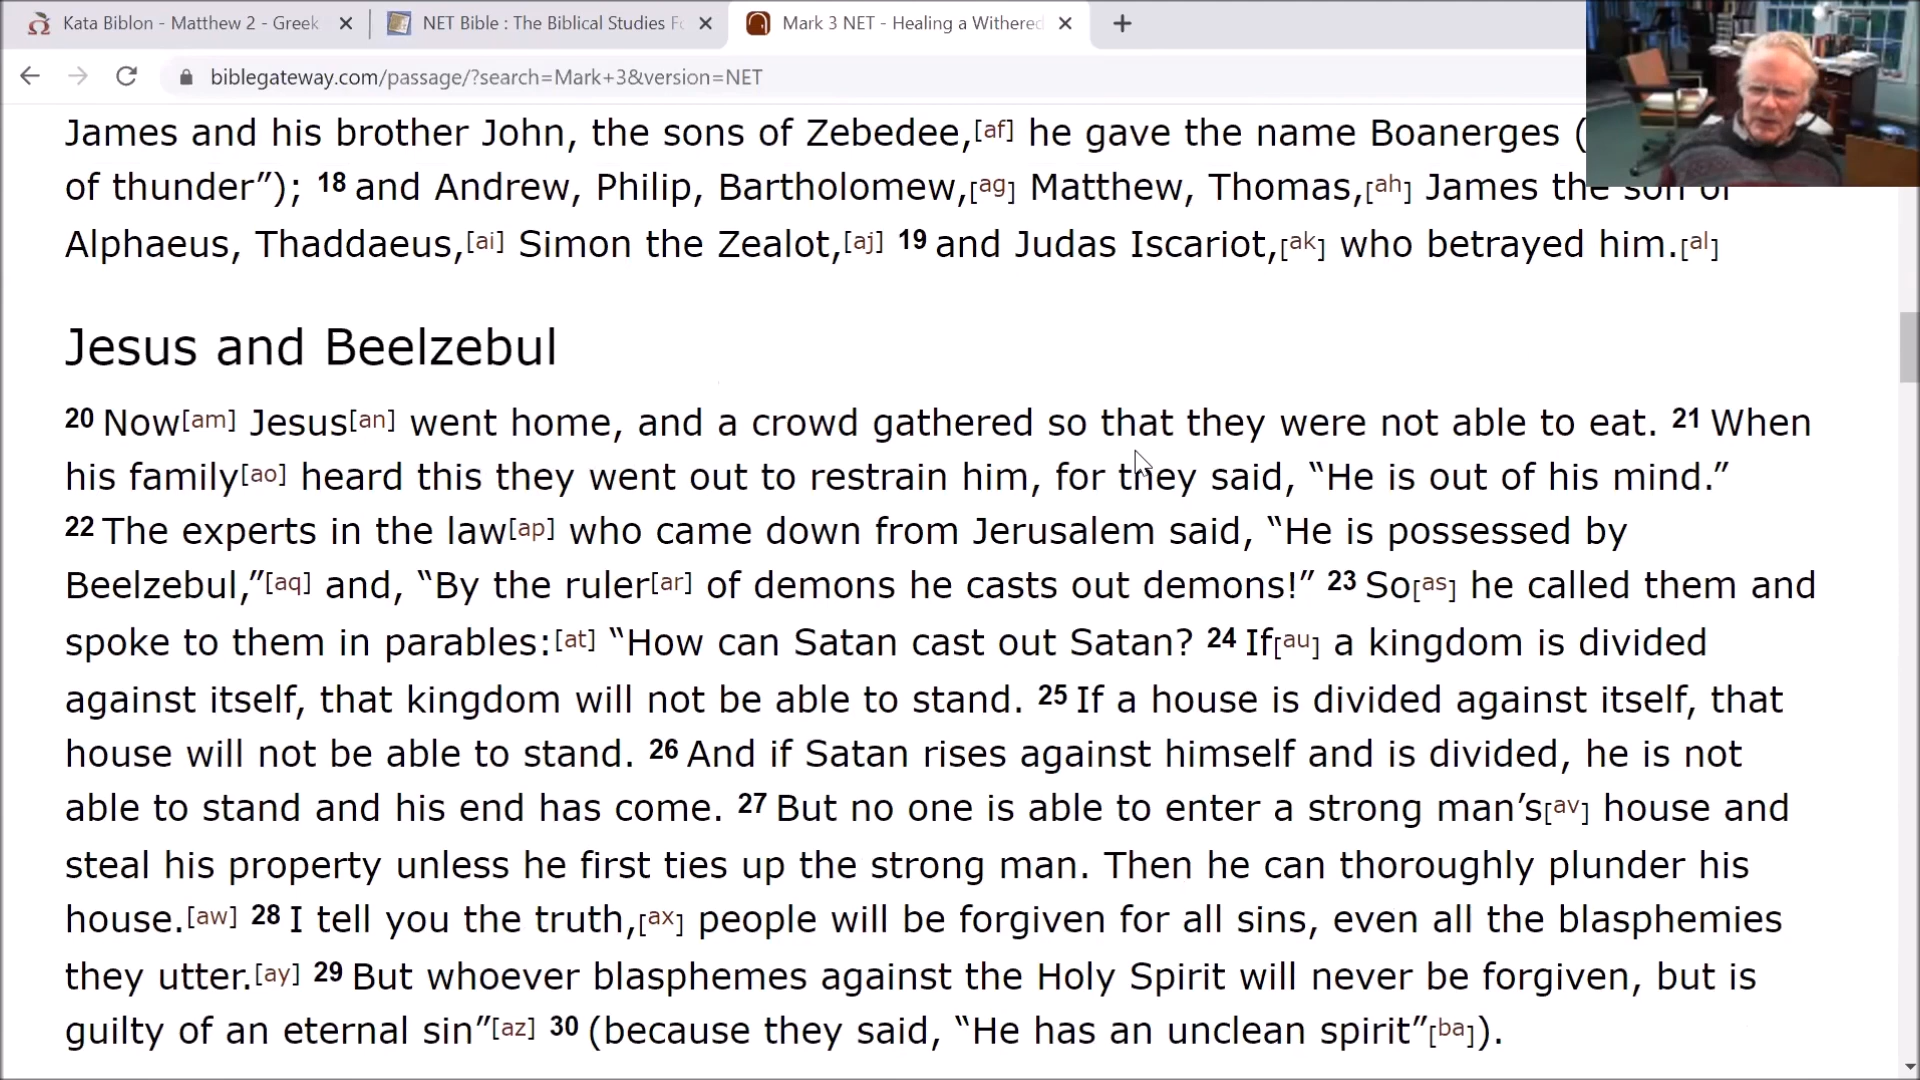 Kata Biblon - Matthew 2 - Greek
NET Bible : The Biblical Studies Fo
Mark 3 NET - Healing a Withered
biblegateway.com/passage/?search=Mark+3&version=NET
James and his brother John, the sons of Zebedee,[af] he gave the name Boanerges (
of thunder”); 18 and Andrew, Philip, Bartholomew,[ag] Matthew, Thomas,[ah] James the son of
Alphaeus, Thaddaeus,[ai] Simon the Zealot,[aj] 19 and Judas Iscariot,[ak] who betrayed him.[al]
Jesus and Beelzebul
20 Now[am] Jesus[an] went home, and a crowd gathered so that they were not able to eat. 21 When
his family[ao] heard this they went out to restrain him, for they said, “He is out of his mind.”
22 The experts in the law[ap] who came down from Jerusalem said, “He is possessed by
Beelzebul,”[aq] and, “By the ruler[ar] of demons he casts out demons!” 23 So[as] he called them and
spoke to them in parables:[at] “How can Satan cast out Satan? 24 If[au] a kingdom is divided
against itself, that kingdom will not be able to stand. 25 If a house is divided against itself, that
house will not be able to stand. 26 And if Satan rises against himself and is divided, he is not
able to stand and his end has come. 27 But no one is able to enter a strong man’s[av] house and
steal his property unless he first ties up the strong man. Then he can thoroughly plunder his
house.[aw] 28 I tell you the truth,[ax] people will be forgiven for all sins, even all the blasphemies
they utter.[ay] 29 But whoever blasphemes against the Holy Spirit will never be forgiven, but is
guilty of an eternal sin”[az] 30 (because they said, “He has an unclean spirit”[ba]).